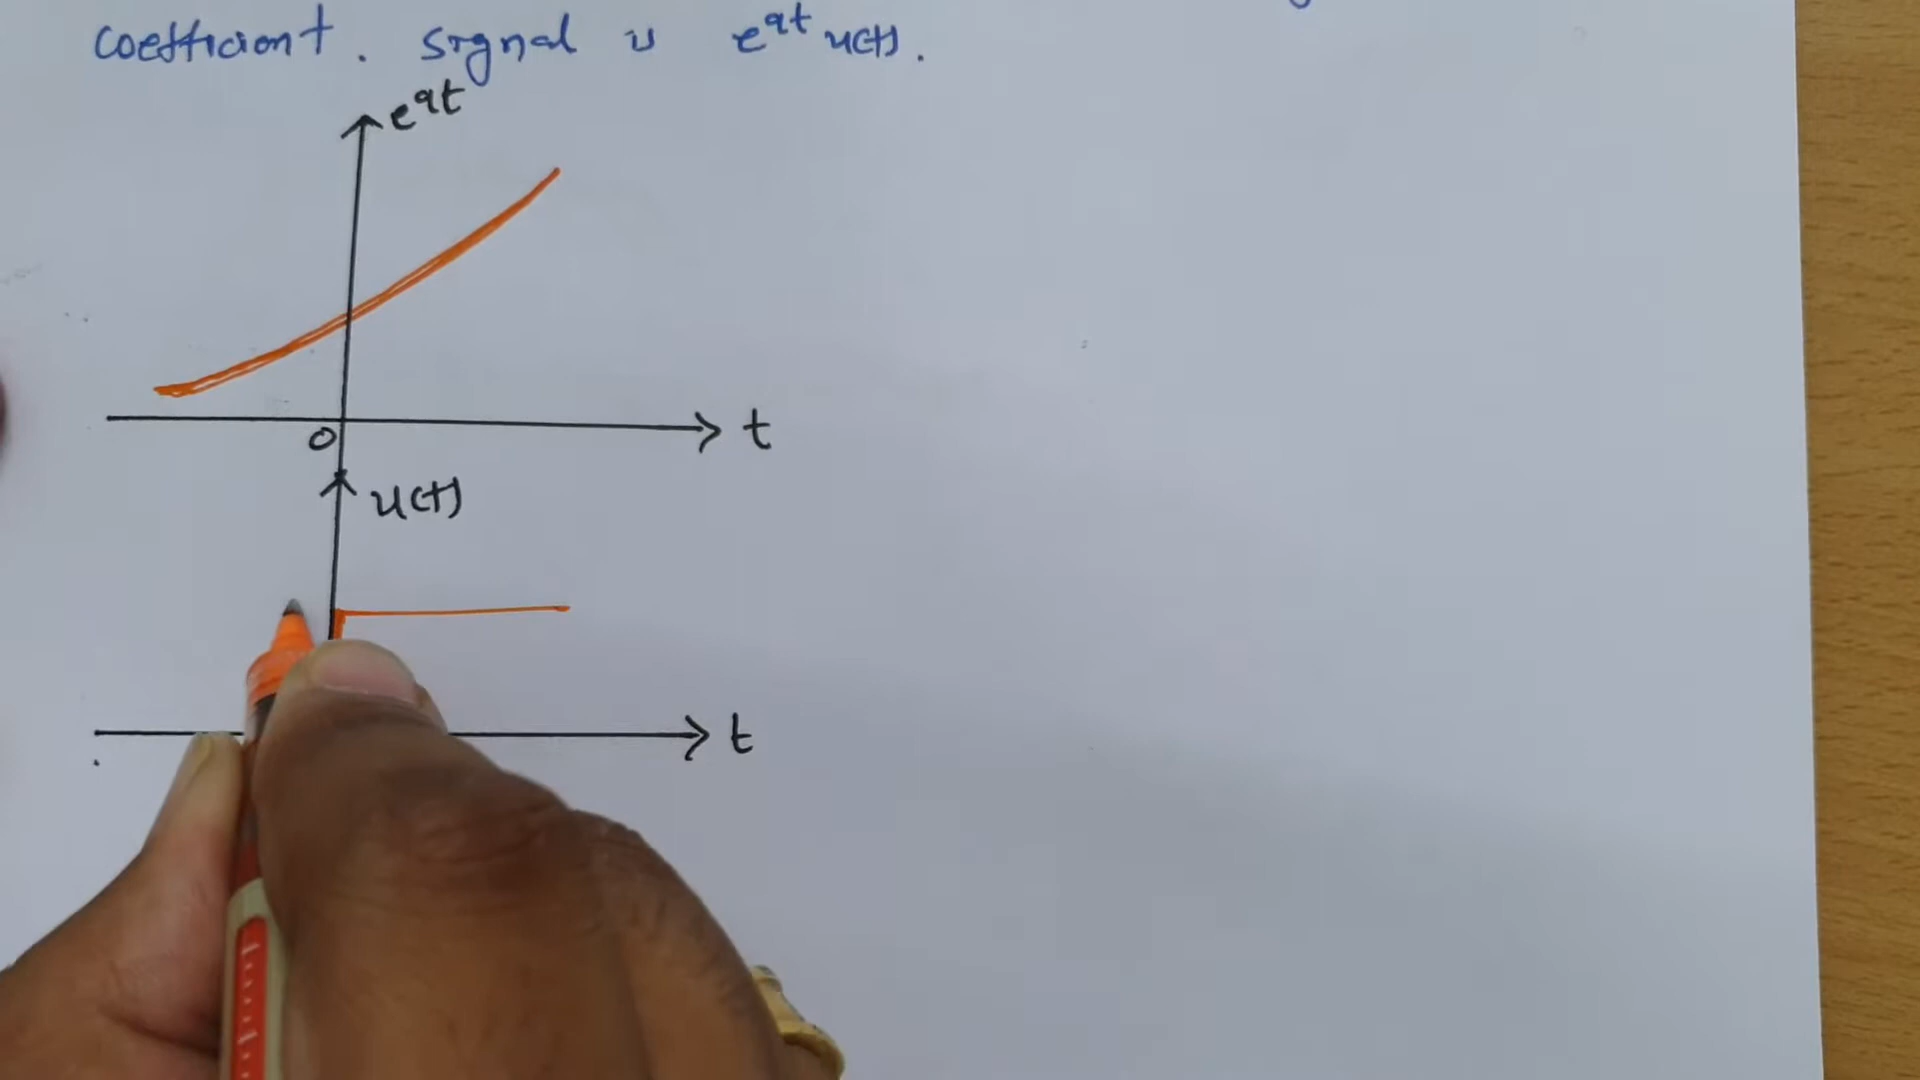 coefficient. signal is e^at u(t).
e^at
0
t
u(t)
t